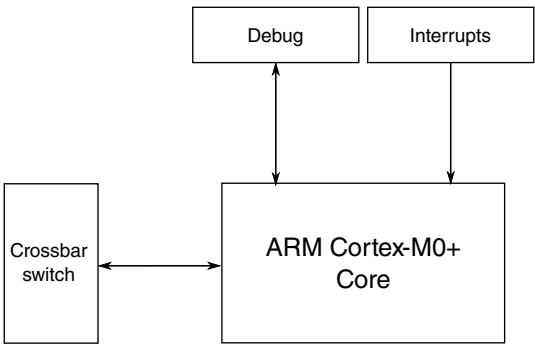 Debug
Interrupts
Crossbar
switch
ARM Cortex-M0+
Core